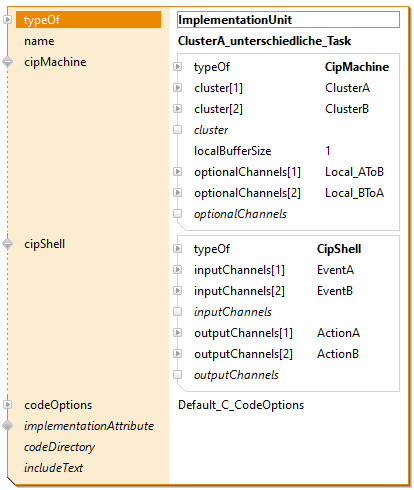 typeOf ImplementationUnit
name ClusterA_unterschiedliche_Task
cipMachine
typeOf CipMachine
cluster[1] ClusterA
cluster[2] ClusterB
cluster
localBufferSize 1
optionalChannels[1] Local_AToB
optionalChannels[2] Local_BToA
optionalChannels
cipShell
typeOf CipShell
inputChannels[1] EventA
inputChannels[2] EventB
inputChannels
outputChannels[1] ActionA
outputChannels[2] ActionB
outputChannels
codeOptions Default_C_CodeOptions
implementationAttribute
codeDirectory
includeText